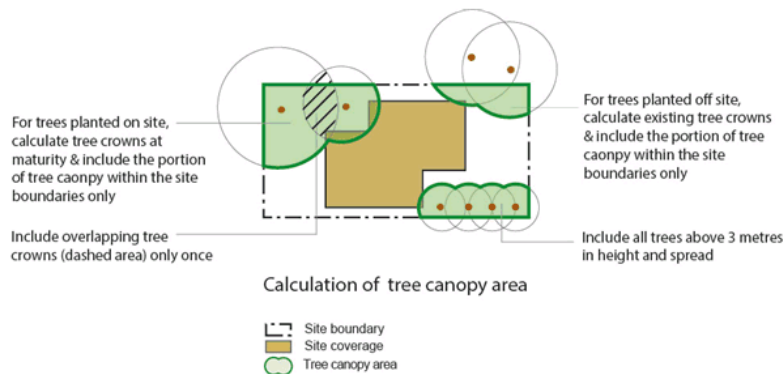 For trees planted on site,
calculate tree crowns at
maturity & include the portion
of tree caonpy within the site
boundaries only
Include overlapping tree
crowns (dashed area) only once
For trees planted off site,
calculate existing tree crowns
& include the portion of tree
caonpy within the site
boundaries only
Include all trees above 3 metres
in height and spread
Calculation of tree canopy area
Site boundary
Site coverage
Tree canopy area